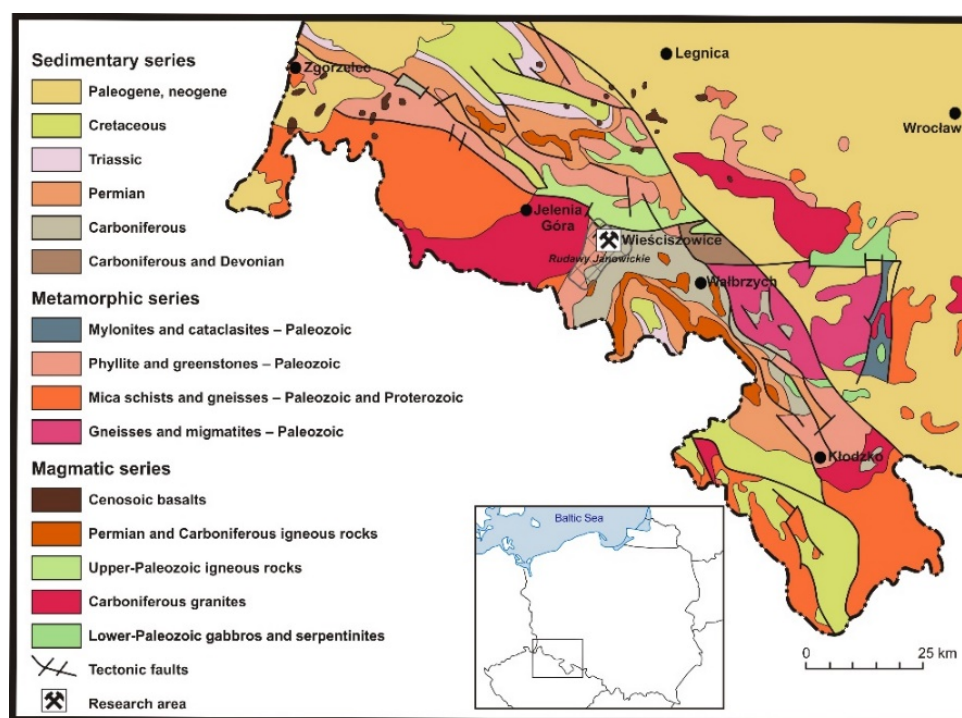 Sedimentary series
Paleogene, neogene
Cretaceous
Triassic
Permian
Carboniferous
Carboniferous and Devonian
Metamorphic series
Mylonites and cataclasites – Paleozoic
Phyllite and greenstones – Paleozoic
Mica schists and gneisses – Paleozoic and Proterozoic
Gneisses and migmatites – Paleozoic
Magmatic series
Cenosoic basalts
Permian and Carboniferous igneous rocks
Upper-Paleozoic igneous rocks
Carboniferous granites
Lower-Paleozoic gabbros and serpentinites
Tectonic faults
Research area
Zgorzelec
Legnica
Wrocław
Jelenia
Góra
Wieściszowice
Rudawy Janowickie
Wałbrzych
Kłodzko
Baltic Sea
0 25 km